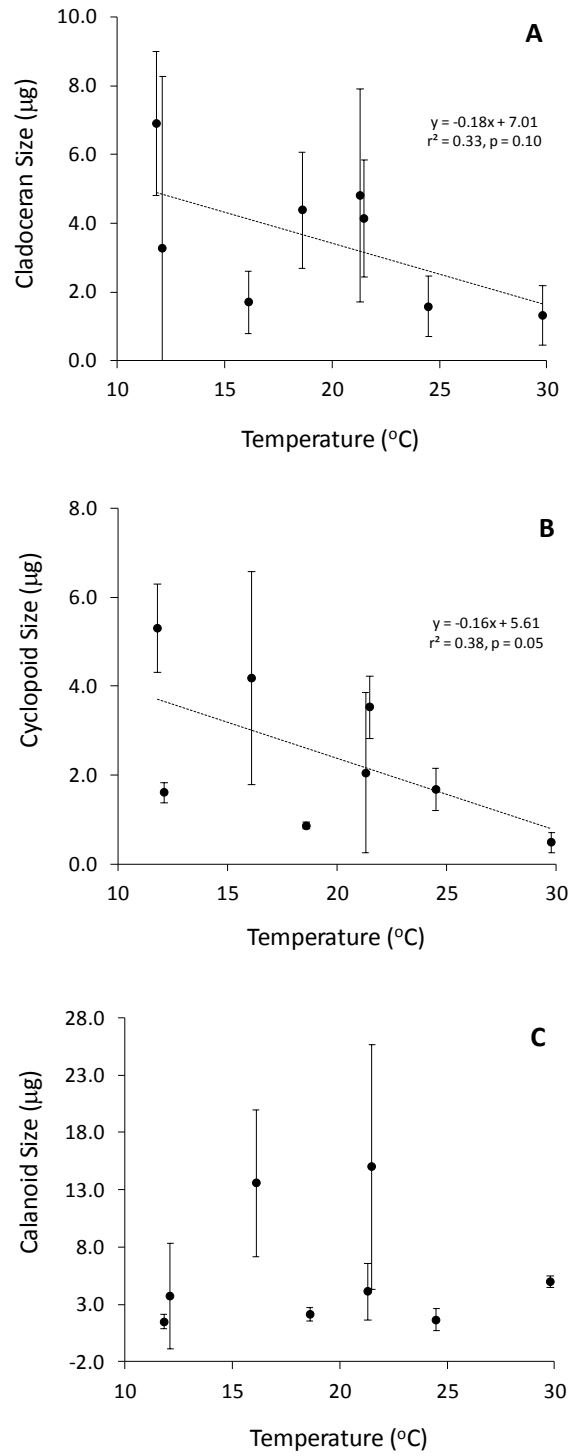 A
10.0
8.0
6.0
4.0
2.0
0.0
Cladoceran Size (µg)
y = -0.18x + 7.01
r² = 0.33, p = 0.10
10 15 20 25 30
Temperature (°C)
B
8.0
6.0
4.0
2.0
0.0
Cyclopoid Size (µg)
y = -0.16x + 5.61
r² = 0.38, p = 0.05
10 15 20 25 30
Temperature (°C)
C
28.0
23.0
18.0
13.0
8.0
3.0
-2.0
Calanoid Size (µg)
10 15 20 25 30
Temperature (°C)